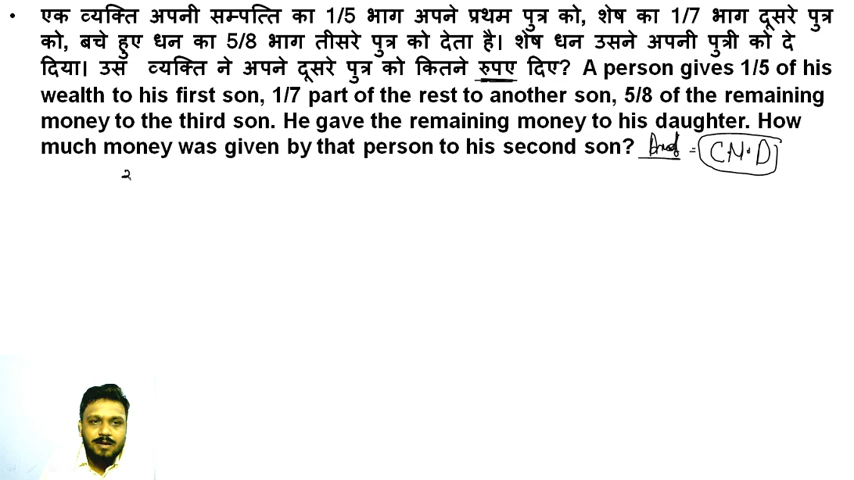 • एक व्यक्ति अपनी सम्पत्ति का 1/5 भाग अपने प्रथम पुत्र को, शेष का 1/7 भाग दूसरे पुत्र
को, बचे हुए धन का 5/8 भाग तीसरे पुत्र को देता है। शेष धन उसने अपनी पुत्री को दे
दिया। उस व्यक्ति ने अपने दूसरे पुत्र को कितने रुपए दिए? A person gives 1/5 of his
wealth to his first son, 1/7 part of the rest to another son, 5/8 of the remaining
money to the third son. He gave the remaining money to his daughter. How
much money was given by that person to his second son? = C.N.D